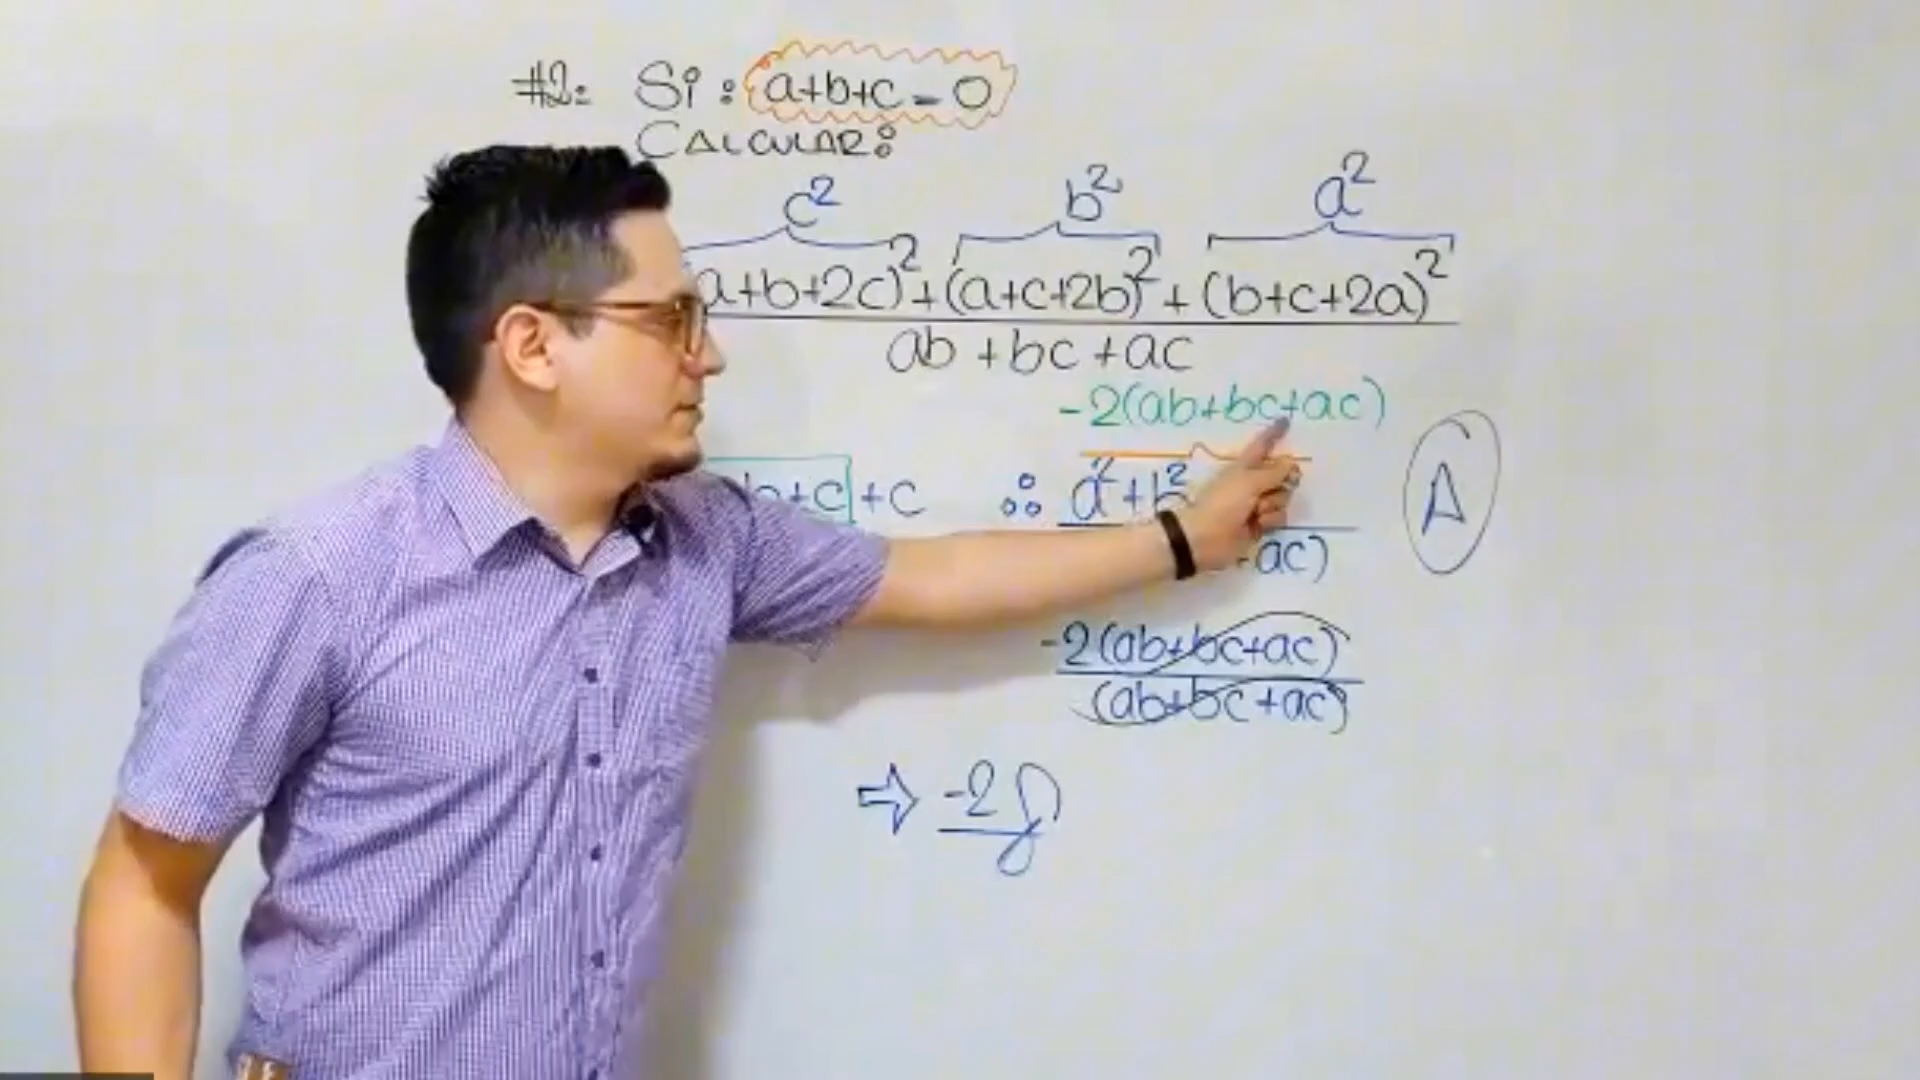 #2: Si: a+b+c=0
CALCULAR:
c² b² a²
a+b+2c)²+(a+c+2b)²+(b+c+2a)²
ab+bc+ac
-2(ab+bc+ac)
b+c+c ∴ a²+b² A
ac)
-2(ab+bc+ac)
(ab+bc+ac)
⇒ -2